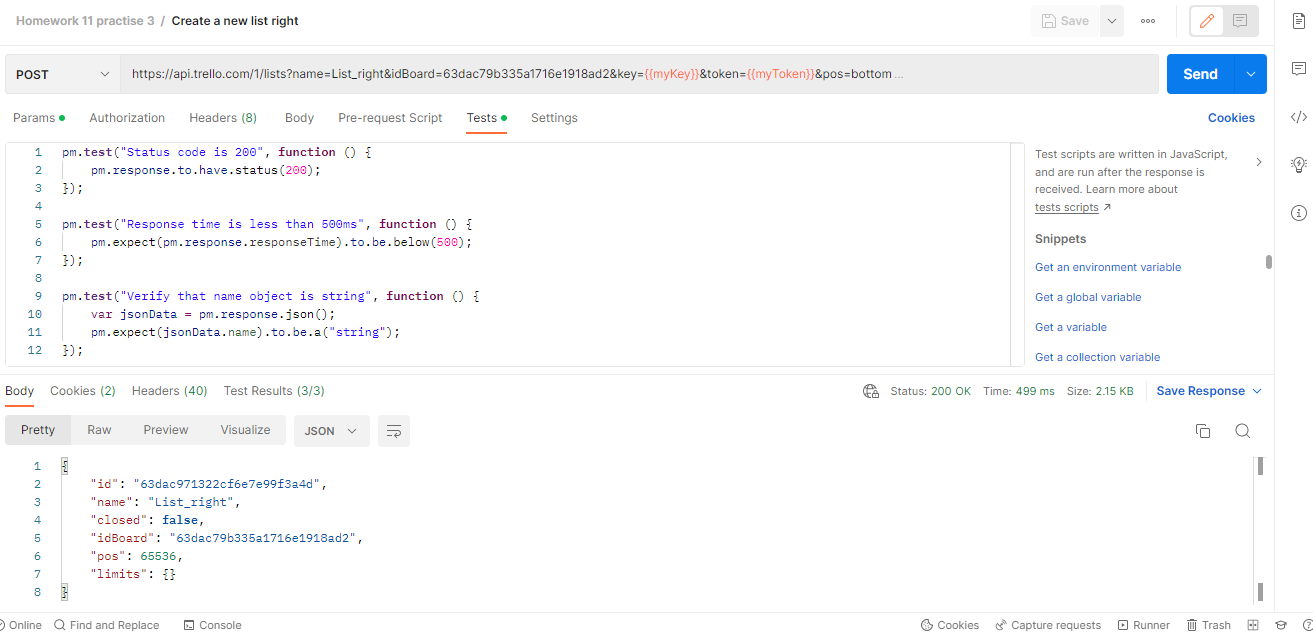 Homework 11 practise 3 / Create a new list right
Save
POST
https://api.trello.com/1/lists?name=List_right&idBoard=63dac79b335a1716e1918ad2&key={{myKey}}&token={{myToken}}&pos=bottom ...
Send
Params
Authorization
Headers (8)
Body
Pre-request Script
Tests
Settings
Cookies
1 pm.test("Status code is 200", function () {
2 pm.response.to.have.status(200);
3 });
4
5 pm.test("Response time is less than 500ms", function () {
6 pm.expect(pm.response.responseTime).to.be.below(500);
7 });
8
9 pm.test("Verify that name object is string", function () {
10 var jsonData = pm.response.json();
11 pm.expect(jsonData.name).to.be.a("string");
12 });
Test scripts are written in JavaScript,
and are run after the response is
received. Learn more about
tests scripts ↗
Snippets
Get an environment variable
Get a global variable
Get a variable
Get a collection variable
Body
Cookies (2)
Headers (40)
Test Results (3/3)
Status: 200 OK
Time: 499 ms
Size: 2.15 KB
Save Response
Pretty
Raw
Preview
Visualize
JSON
1 {
2 "id": "63dac971322cf6e7e99f3a4d",
3 "name": "List_right",
4 "closed": false,
5 "idBoard": "63dac79b335a1716e1918ad2",
6 "pos": 65536,
7 "limits": {}
8 }
Online
Find and Replace
Console
Cookies
Capture requests
Runner
Trash